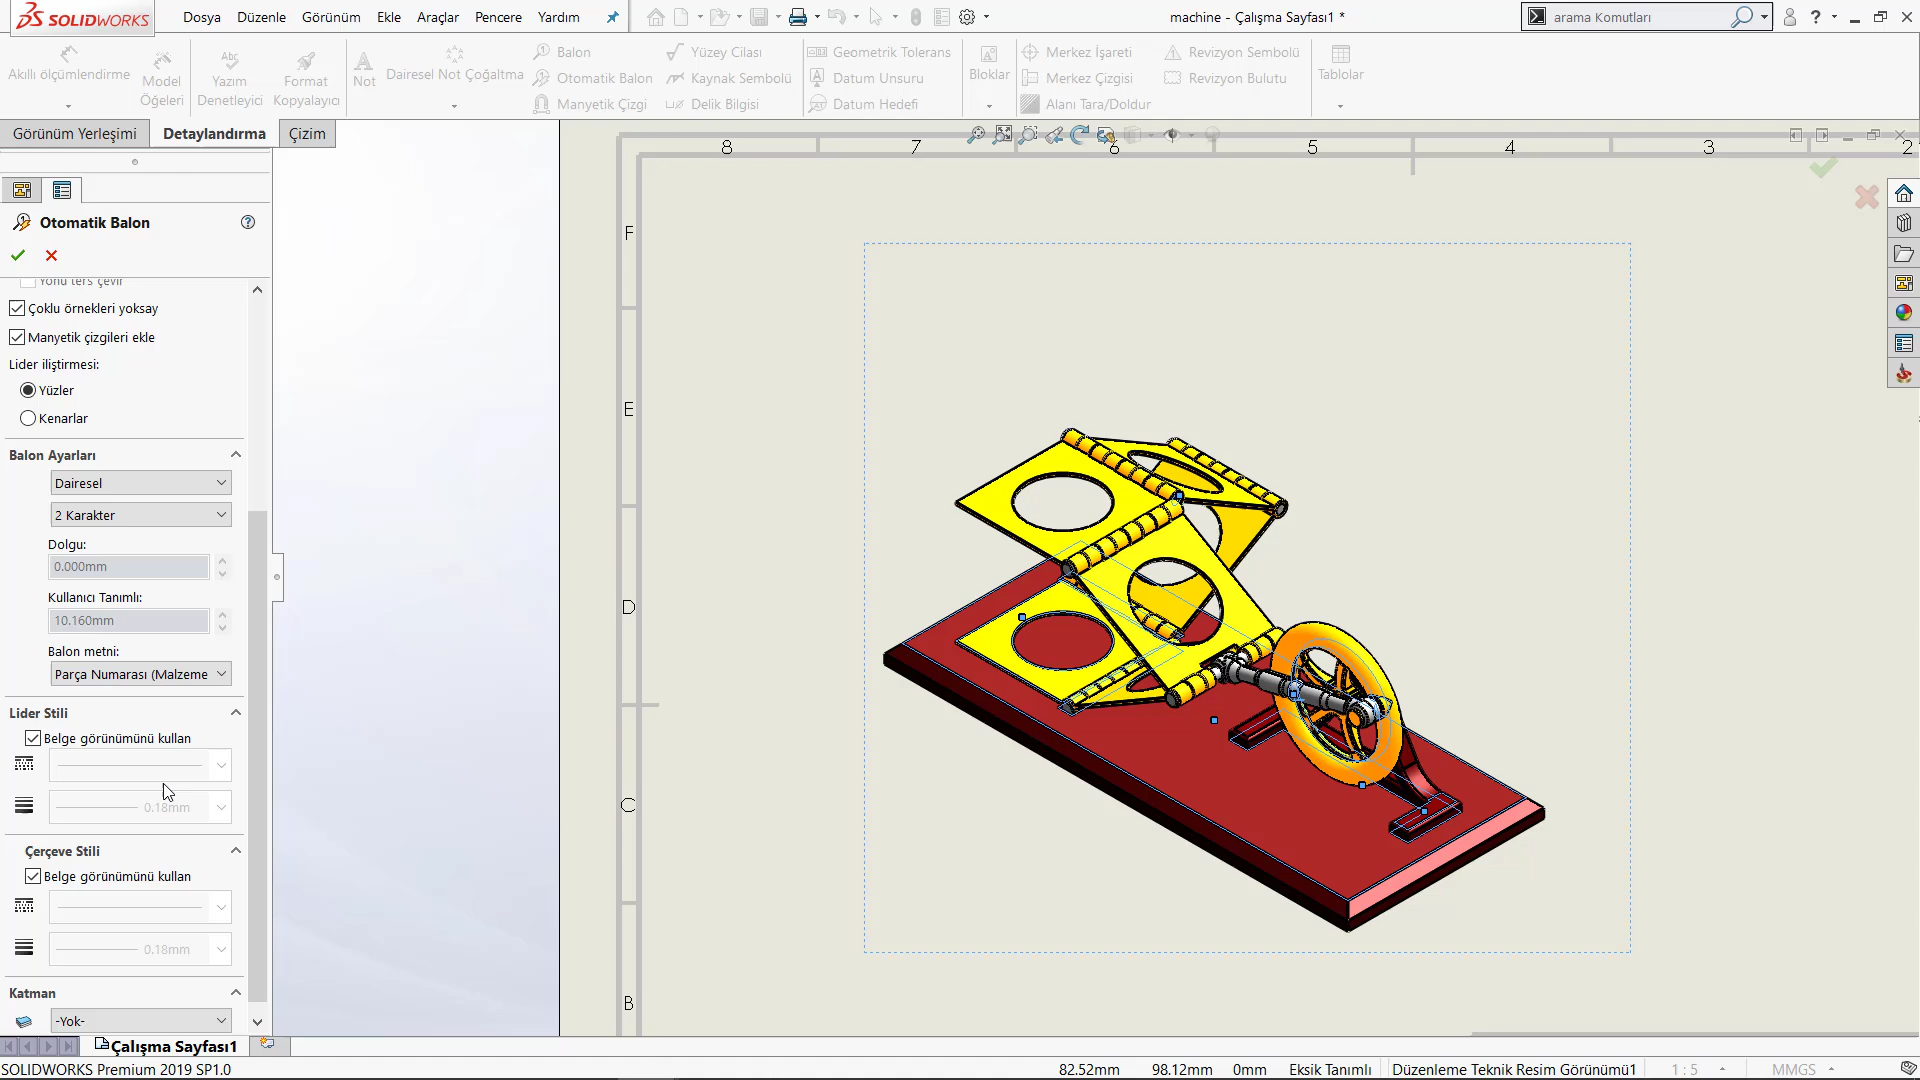 SOLIDWORKS
Dosya Düzenle Görünüm Ekle Araçlar Pencere Yardım
machine - Çalışma Sayfası1 *
arama Komutları
?
Akıllı ölçümlendirme
Model Öğeleri
Yazım Denetleyici
Format Kopyalayıcı
Not
Dairesel Not Çoğaltma
Balon
Otomatik Balon
Manyetik Çizgi
Yüzey Cilası
Kaynak Sembolü
Delik Bilgisi
Geometrik Tolerans
Datum Unsuru
Datum Hedefi
Bloklar
Merkez İşareti
Merkez Çizgisi
Alanı Tara/Doldur
Revizyon Sembolü
Revizyon Bulutu
Tablolar
Görünüm Yerleşimi Detaylandırma Çizim
8 7 6 5 4 3 2
Otomatik Balon
Yönü ters çevir
Çoklu örnekleri yoksay
Manyetik çizgileri ekle
Lider iliştirmesi:
Yüzler
Kenarlar
Balon Ayarları
Dairesel
2 Karakter
Dolgu:
0.000mm
Kullanıcı Tanımlı:
10.160mm
Balon metni:
Parça Numarası (Malzeme
Lider Stili
Belge görünümünü kullan
0.18mm
Çerçeve Stili
Belge görünümünü kullan
0.18mm
Katman
-Yok-
F
E
D
C
B
Çalışma Sayfası1
SOLIDWORKS Premium 2019 SP1.0
82.52mm 98.12mm 0mm Eksik Tanımlı Düzenleme Teknik Resim Görünümü1 1 : 5 MMGS